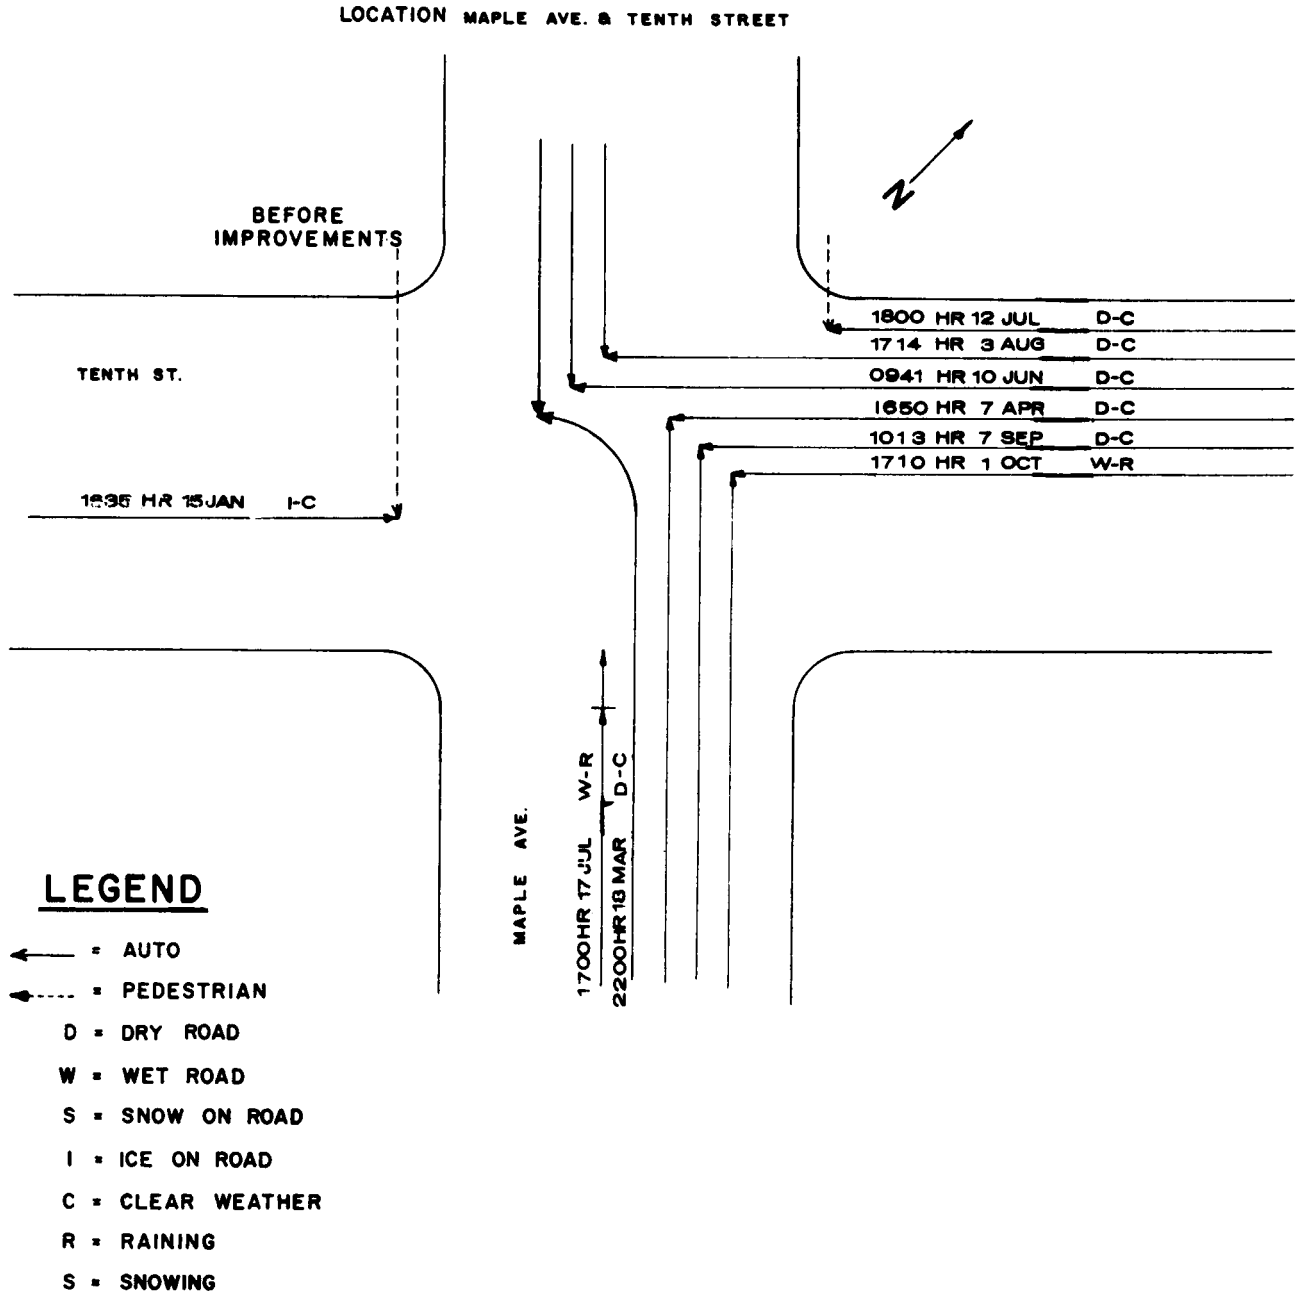 LOCATION MAPLE AVE. & TENTH STREET
N
BEFORE
IMPROVEMENTS
1800 HR 12 JUL D-C
1714 HR 3 AUG D-C
TENTH ST.
0941 HR 10 JUN D-C
1650 HR 7 APR D-C
1013 HR 7 SEP D-C
1710 HR 1 OCT W-R
HR 15 JAN I-C
1700HR 17 JUL W-R
2200HR 18 MAR D-C
MAPLE AVE.
LEGEND
= AUTO
= PEDESTRIAN
D = DRY ROAD
W = WET ROAD
S = SNOW ON ROAD
I = ICE ON ROAD
C = CLEAR WEATHER
R = RAINING
S = SNOWING